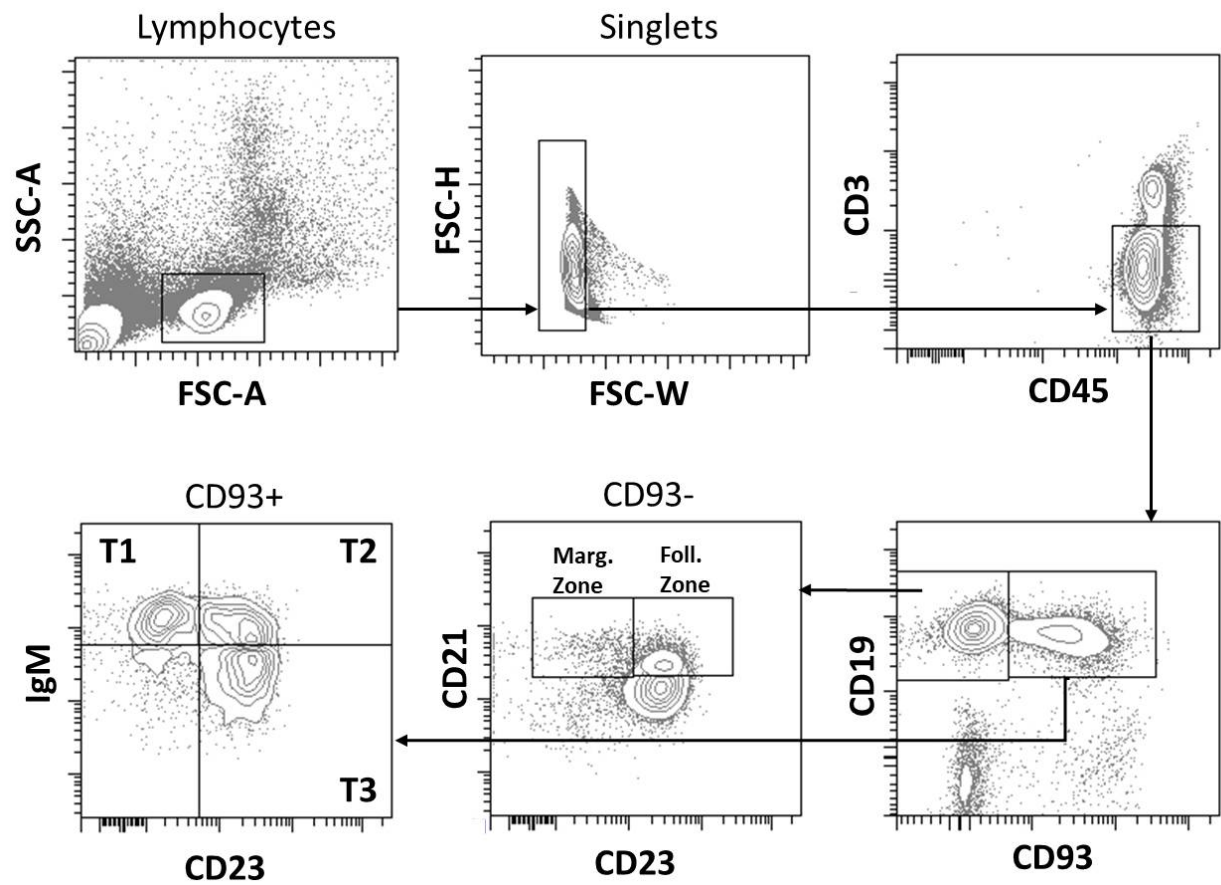 Lymphocytes
Singlets
SSC-A
FSC-A
FSC-H
FSC-W
CD3
CD45
CD93+
T1
T2
T3
IgM
CD23
CD93-
Marg.
Zone
Foll.
Zone
CD21
CD23
CD19
CD93